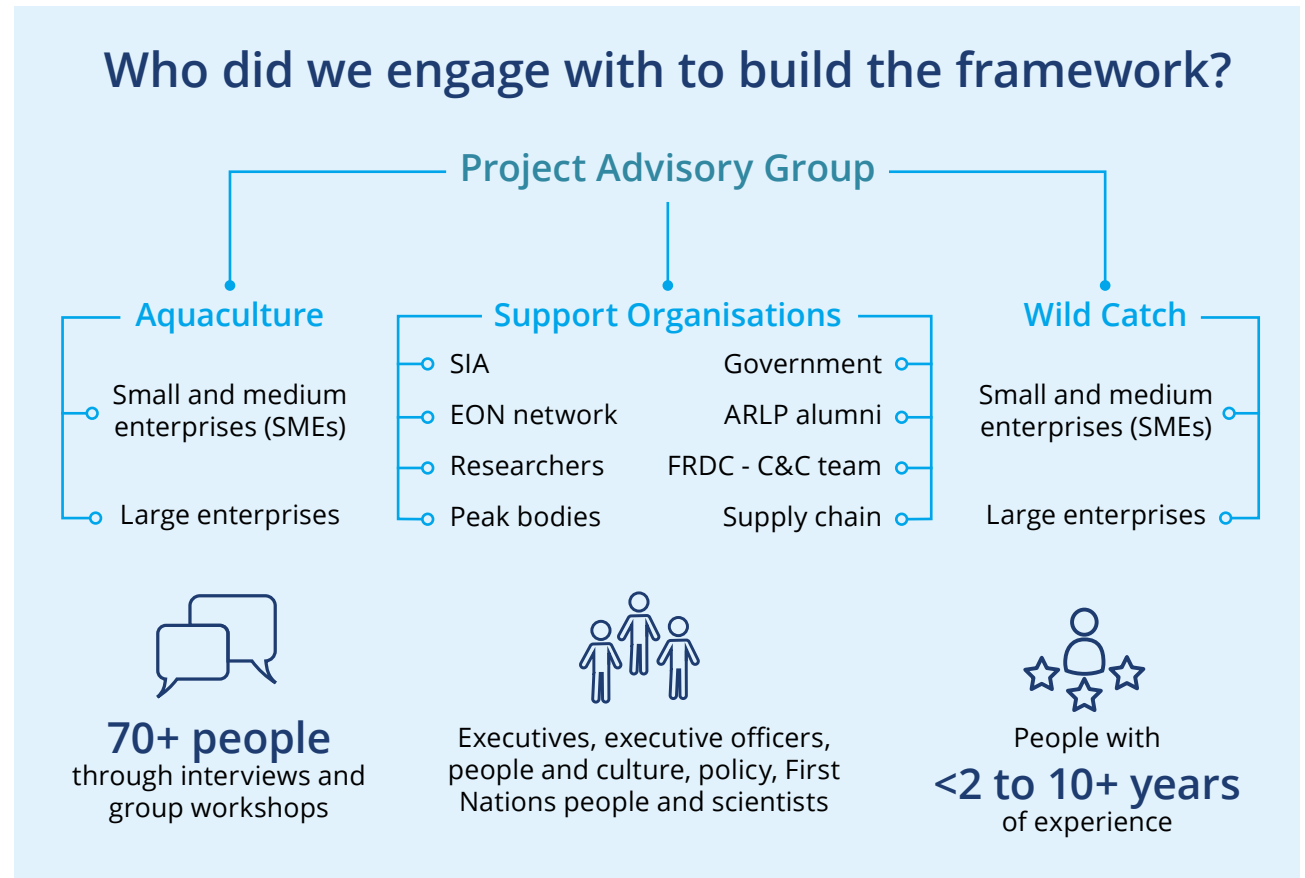 Who did we engage with to build the framework?
Project Advisory Group
Aquaculture
Small and medium
enterprises (SMEs)
Large enterprises
Support Organisations
SIA
EON network
Researchers
Peak bodies
Government
ARLP alumni
FRDC - C&C team
Supply chain
Wild Catch
Small and medium
enterprises (SMEs)
Large enterprises
70+ people
through interviews and
group workshops
Executives, executive officers,
people and culture, policy, First
Nations people and scientists
People with
<2 to 10+ years
of experience